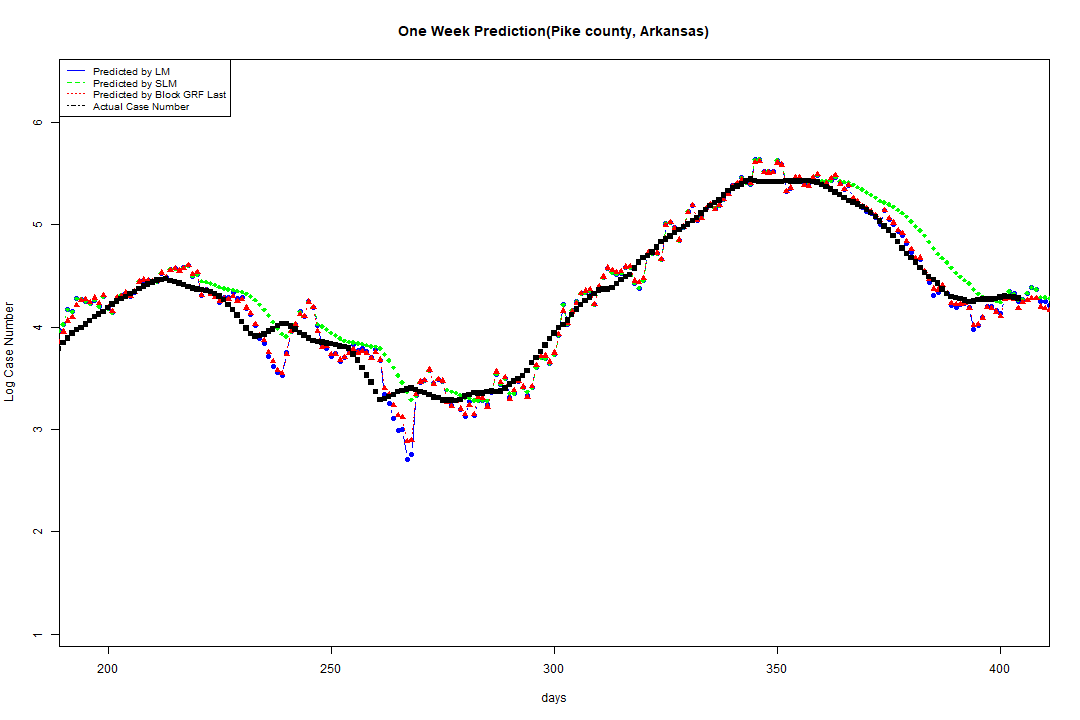 One Week Prediction(Pike county, Arkansas)
Predicted by LM
Predicted by SLM
Predicted by Block GRF Last
Actual Case Number
6
5
4
3
2
1
Log Case Number
200 250 300 350 400
days